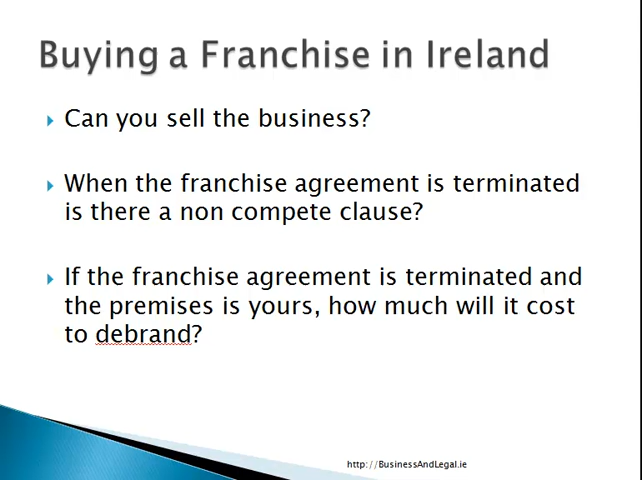 Buying a Franchise in Ireland
Can you sell the business?
When the franchise agreement is terminated
is there a non compete clause?
If the franchise agreement is terminated and
the premises is yours, how much will it cost
to debrand?
http://BusinessAndLegal.ie